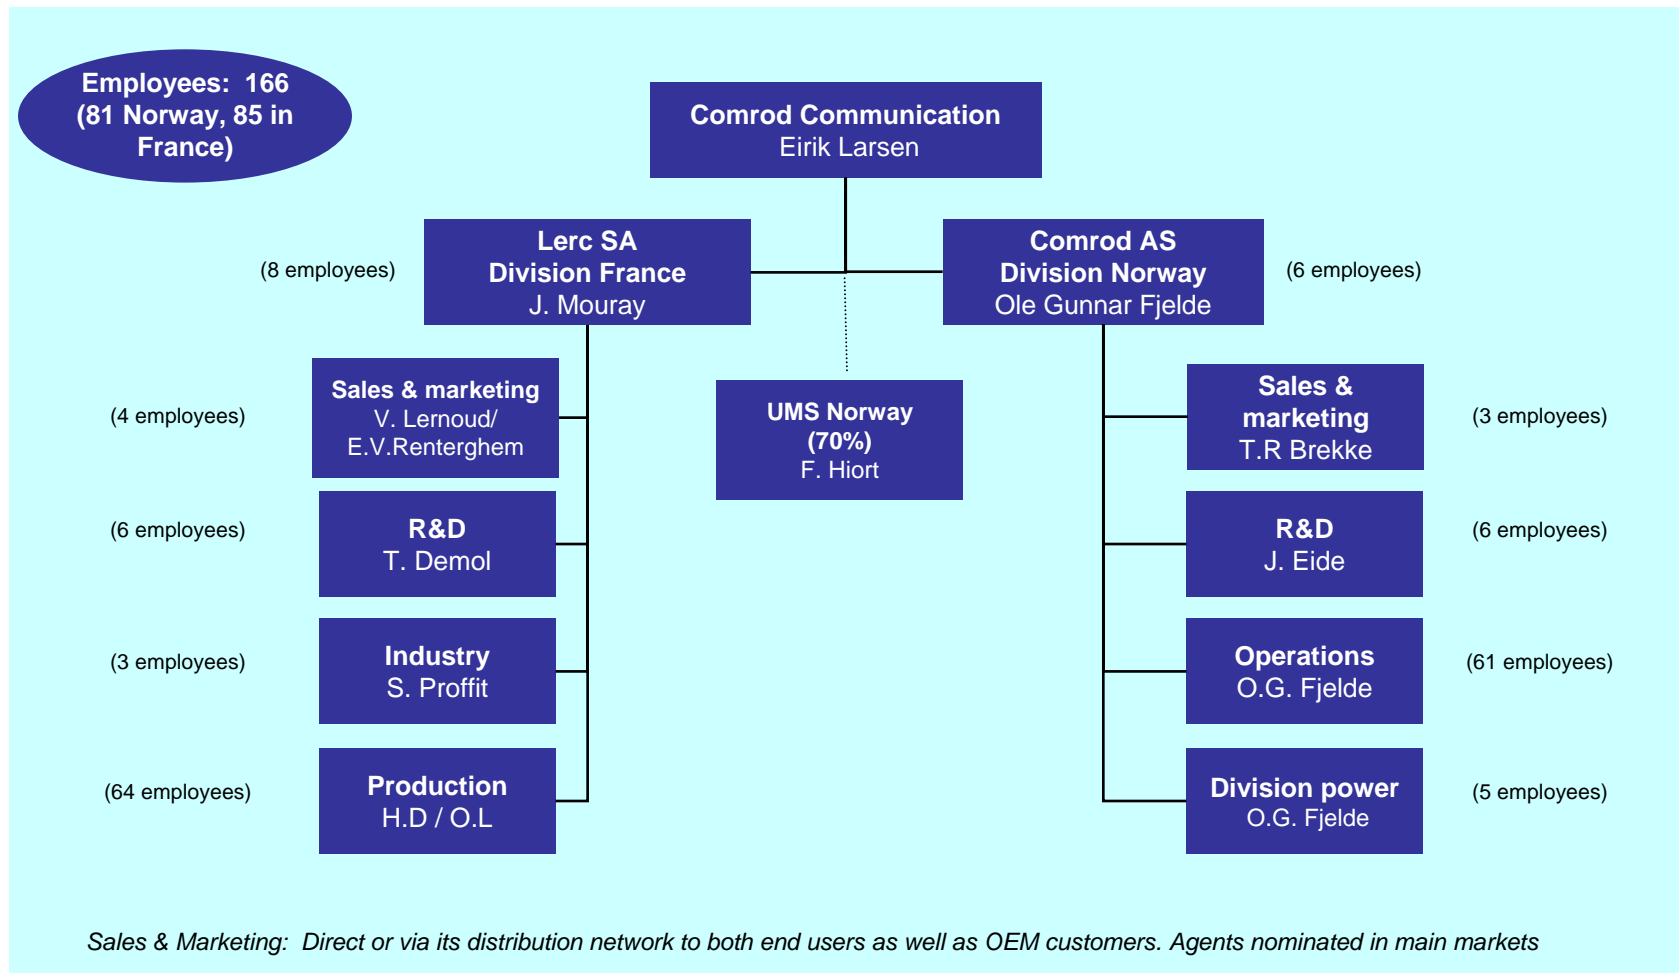 Employees: 166
(81 Norway, 85 in
France)
Comrod Communication
Eirik Larsen
Lerc SA
Division France
J. Mouray
(8 employees)
Comrod AS
Division Norway
Ole Gunnar Fjelde
(6 employees)
Sales & marketing
V. Lernoud/
E.V.Renterghem
(4 employees)
UMS Norway
(70%)
F. Hiort
Sales &
marketing
T.R Brekke
(3 employees)
(6 employees)
R&D
T. Demol
R&D
J. Eide
(6 employees)
(3 employees)
Industry
S. Proffit
Operations
O.G. Fjelde
(61 employees)
(64 employees)
Production
H.D / O.L
Division power
O.G. Fjelde
(5 employees)
Sales & Marketing: Direct or via its distribution network to both end users as well as OEM customers. Agents nominated in main markets